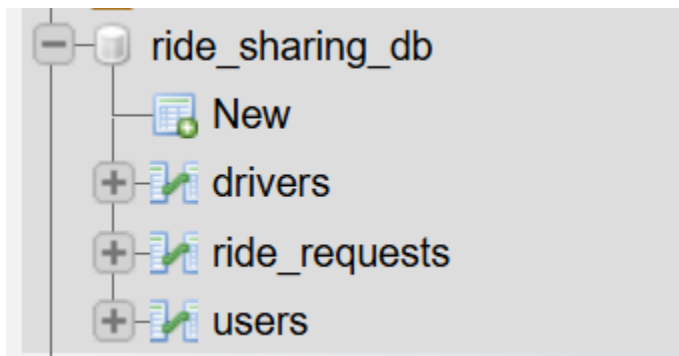 ride_sharing_db
New
drivers
ride_requests
users